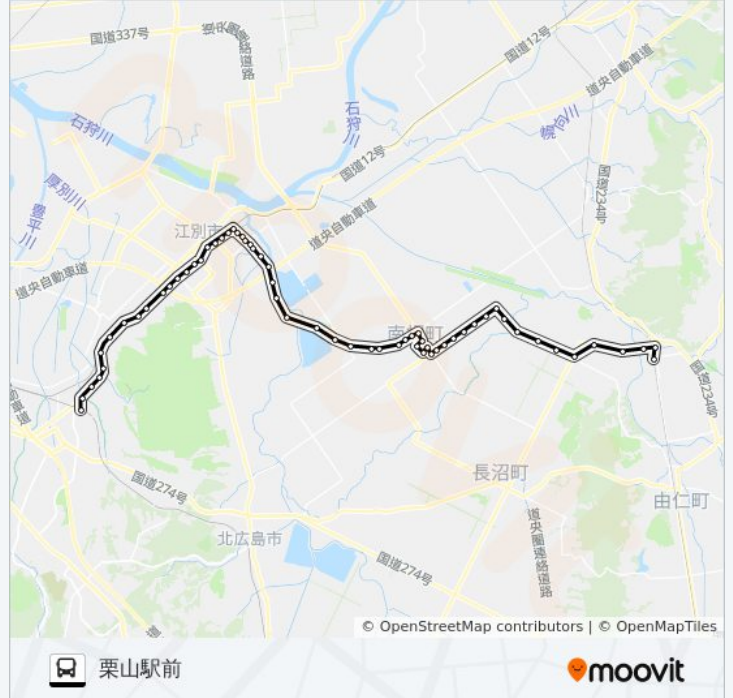 国道337号
国道12号
道央自動車道
石狩川
石狩川
幌向川
国道12号
厚別川
国道234号
豊平川
江別市
道央自動車道
道央自動車道
南幌町
国道234号
長沼町
国道274号
由仁町
北広島市
道央圏連絡道路
国道274号
© OpenStreetMap contributors | © OpenMapTiles
栗山駅前
moovit